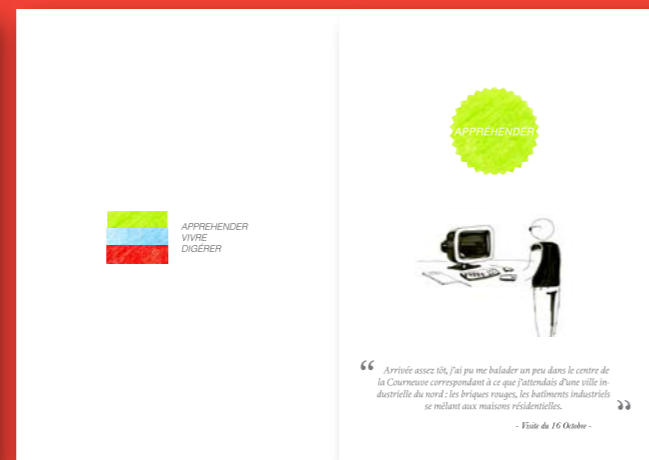 APPREHENDER
VIVRE
DIGÉRER
APPREHENDER
“ Arrivée assez tôt, j'ai pu me balader un peu dans le centre de
la Courneuve correspondant à ce que j'attendais d'une ville in-
dustrielle du nord : les briques rouges, les batîments industriels
se mêlant aux maisons résidentielles. ”
- Visite du 16 Octobre -